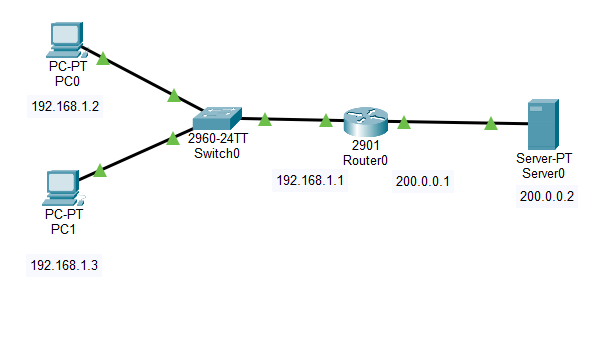 PC-PT
PC0
192.168.1.2
2960-24TT
Switch0
2901
Router0
192.168.1.1
200.0.0.1
Server-PT
Server0
200.0.0.2
PC-PT
PC1
192.168.1.3